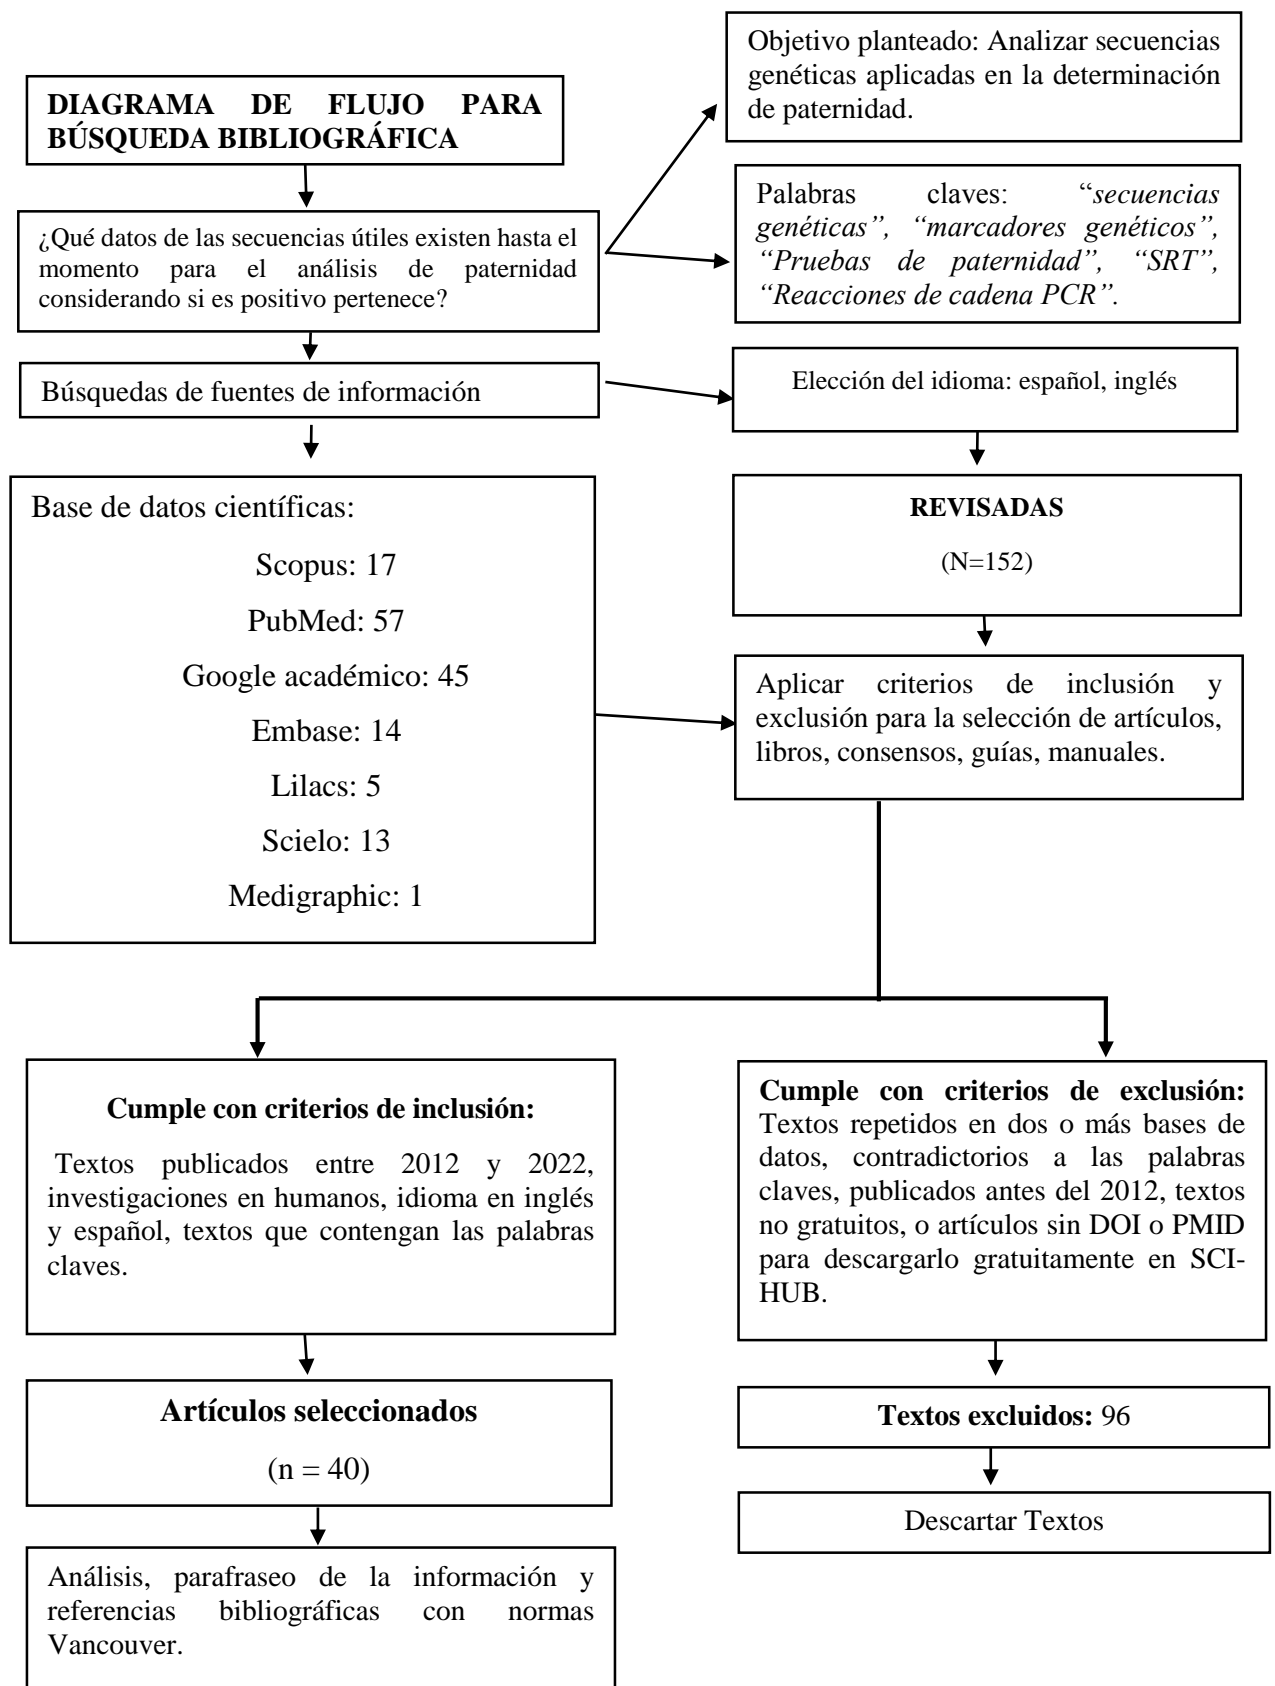 DIAGRAMA DE FLUJO PARA
BÚSQUEDA BIBLIOGRÁFICA
Objetivo planteado: Analizar secuencias
genéticas aplicadas en la determinación
de paternidad.
¿Qué datos de las secuencias útiles existen hasta el
momento para el análisis de paternidad
considerando si es positivo pertenece?
Palabras claves: “secuencias
genéticas”, “marcadores genéticos”,
“Pruebas de paternidad”, “SRT”,
“Reacciones de cadena PCR”.
Búsquedas de fuentes de información
Elección del idioma: español, inglés
Base de datos científicas:
Scopus: 17
PubMed: 57
Google académico: 45
Embase: 14
Lilacs: 5
Scielo: 13
Medigraphic: 1
REVISADAS
(N=152)
Aplicar criterios de inclusión y
exclusión para la selección de artículos,
libros, consensos, guías, manuales.
Cumple con criterios de inclusión:
Textos publicados entre 2012 y 2022,
investigaciones en humanos, idioma en inglés
y español, textos que contengan las palabras
claves.
Cumple con criterios de exclusión:
Textos repetidos en dos o más bases de
datos, contradictorios a las palabras
claves, publicados antes del 2012, textos
no gratuitos, o artículos sin DOI o PMID
para descargarlo gratuitamente en SCI-
HUB.
Artículos seleccionados
(n = 40)
Textos excluidos: 96
Descartar Textos
Análisis, parafraseo de la información y
referencias bibliográficas con normas
Vancouver.